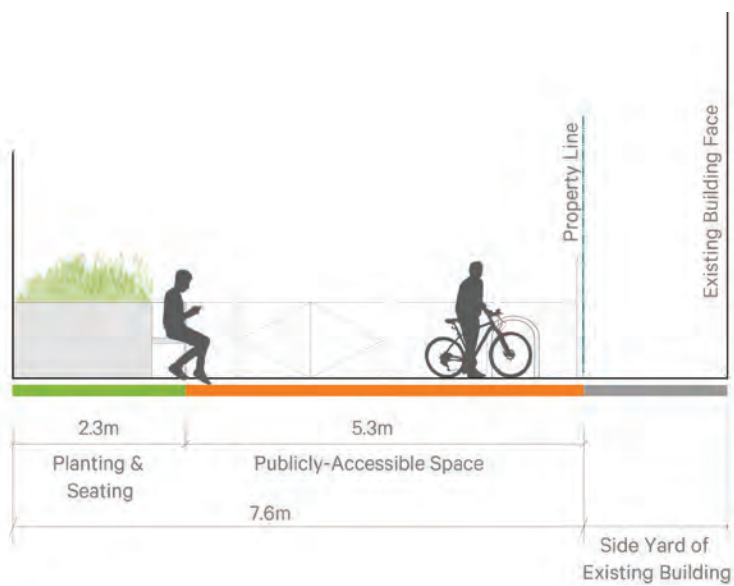 Property Line
Existing Building Face
2.3m
5.3m
Planting &
Seating
Publicly-Accessible Space
7.6m
Side Yard of
Existing Building